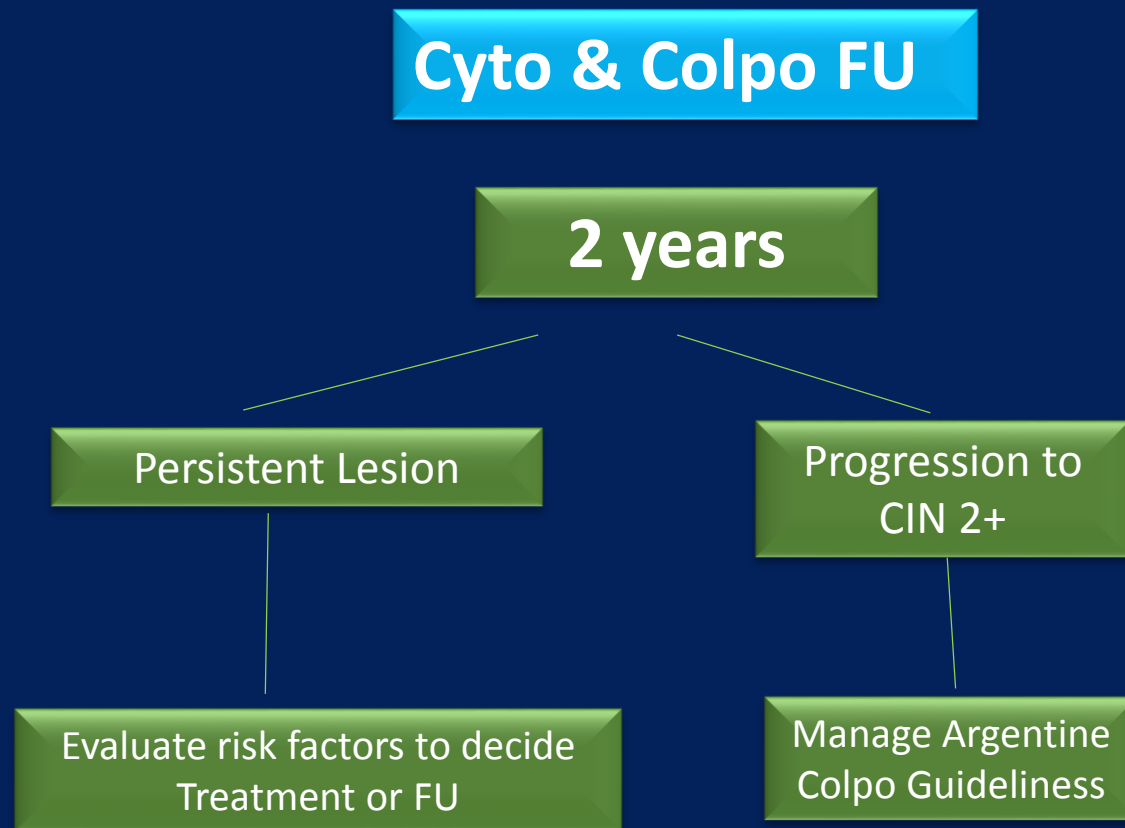 Cyto & Colpo FU
2 years
Persistent Lesion
Progression to
CIN 2+
Evaluate risk factors to decide
Treatment or FU
Manage Argentine
Colpo Guideliness